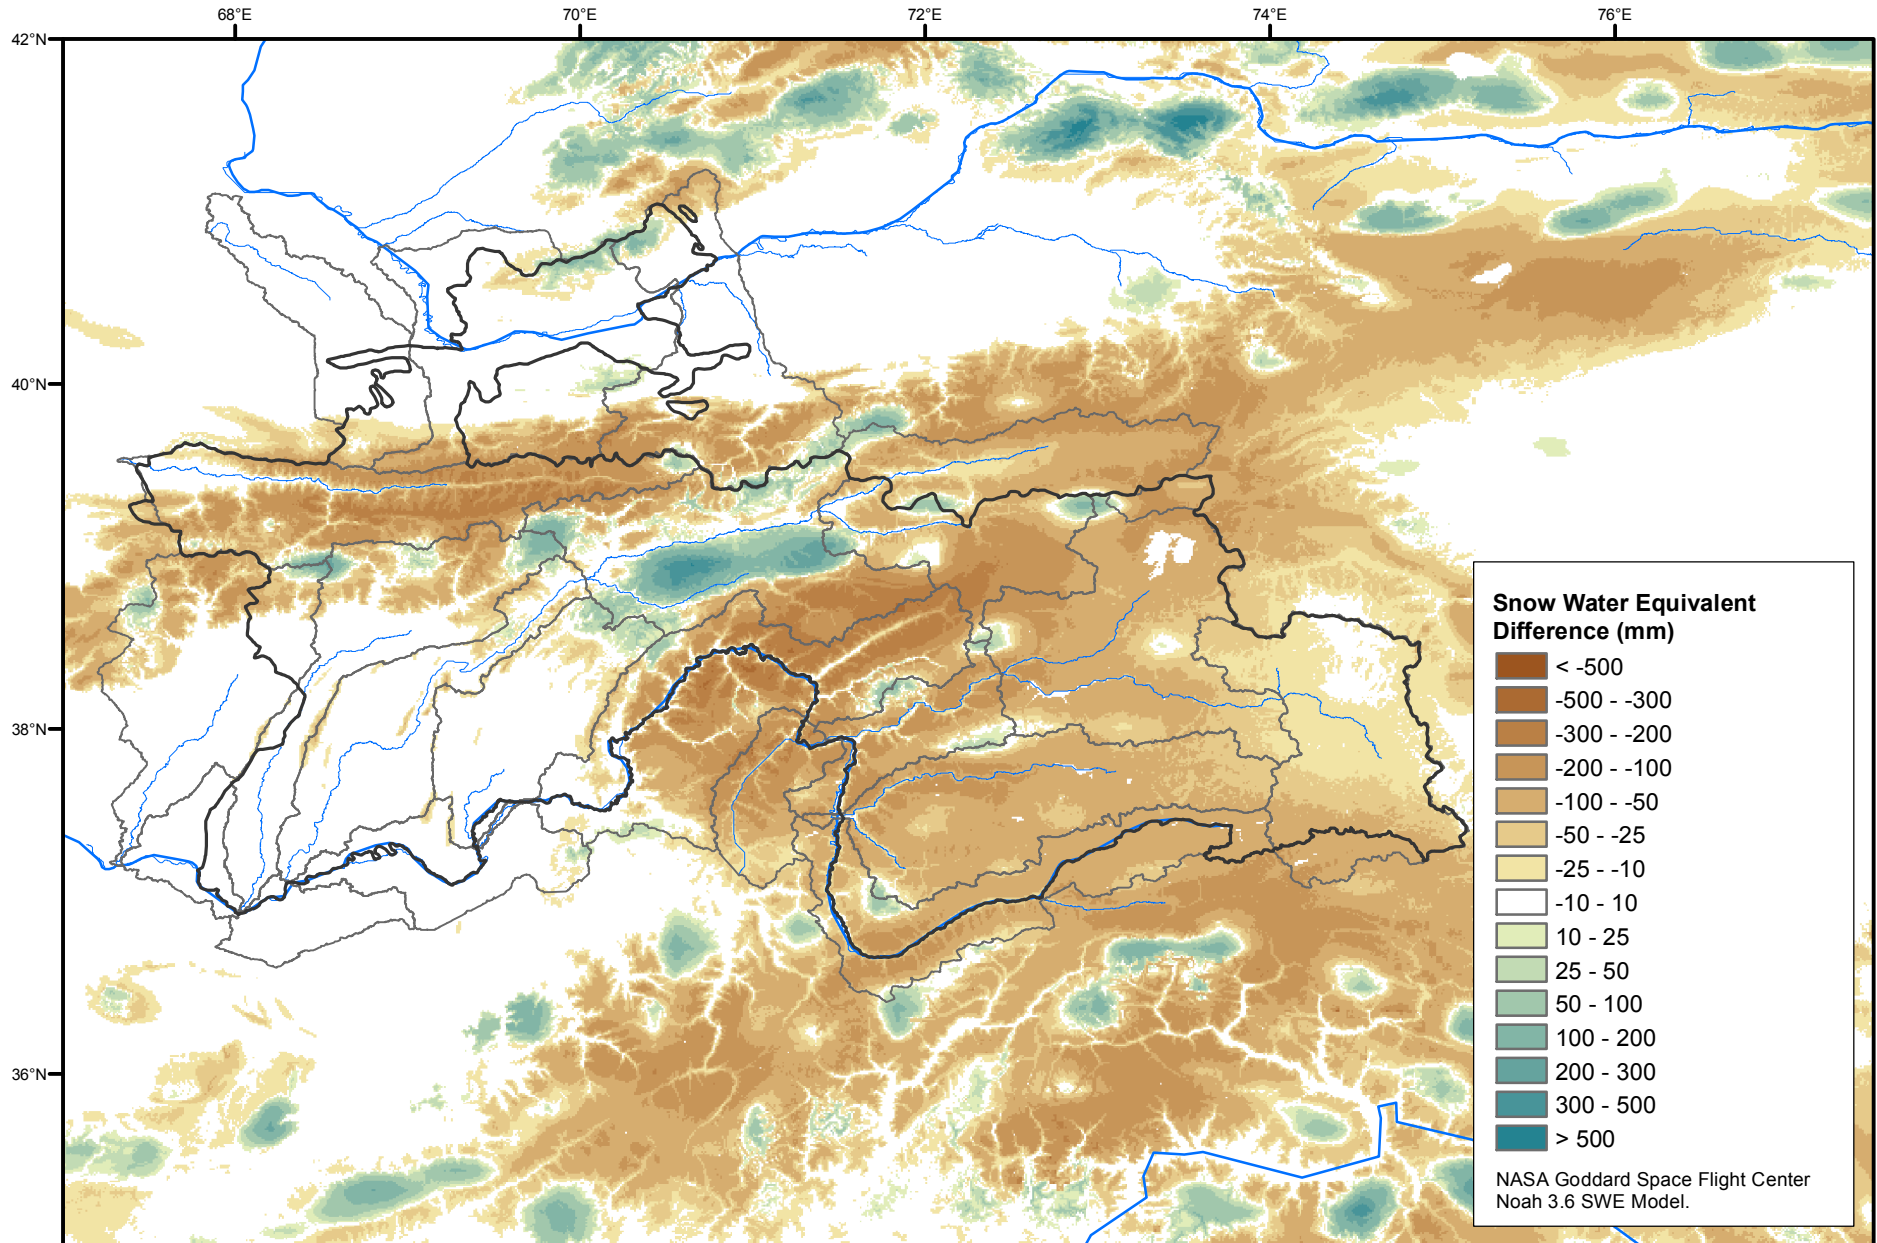 68°E
70°E
72°E
74°E
76°E
42°N
40°N
38°N
36°N
Snow Water Equivalent
Difference (mm)
< -500
-500 - -300
-300 - -200
-200 - -100
-100 - -50
-50 - -25
-25 - -10
-10 - 10
10 - 25
25 - 50
50 - 100
100 - 200
200 - 300
300 - 500
> 500
NASA Goddard Space Flight Center
Noah 3.6 SWE Model.